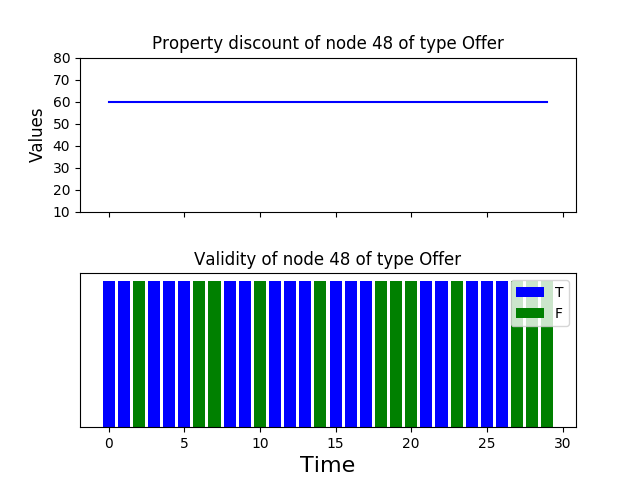 Property discount of node 48 of type Offer
80
70
60
50
40
30
20
10
Values
Validity of node 48 of type Offer
T
F
0 5 10 15 20 25 30
Time